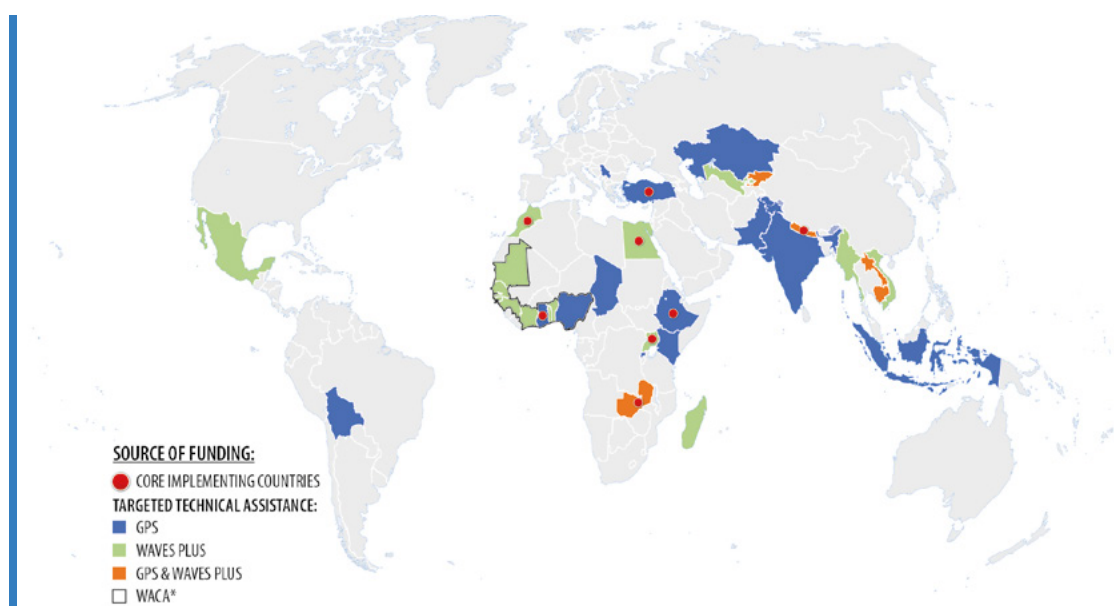 SOURCE OF FUNDING:
CORE IMPLEMENTING COUNTRIES
TARGETED TECHNICAL ASSISTANCE:
GPS
WAVES PLUS
GPS & WAVES PLUS
WACA*